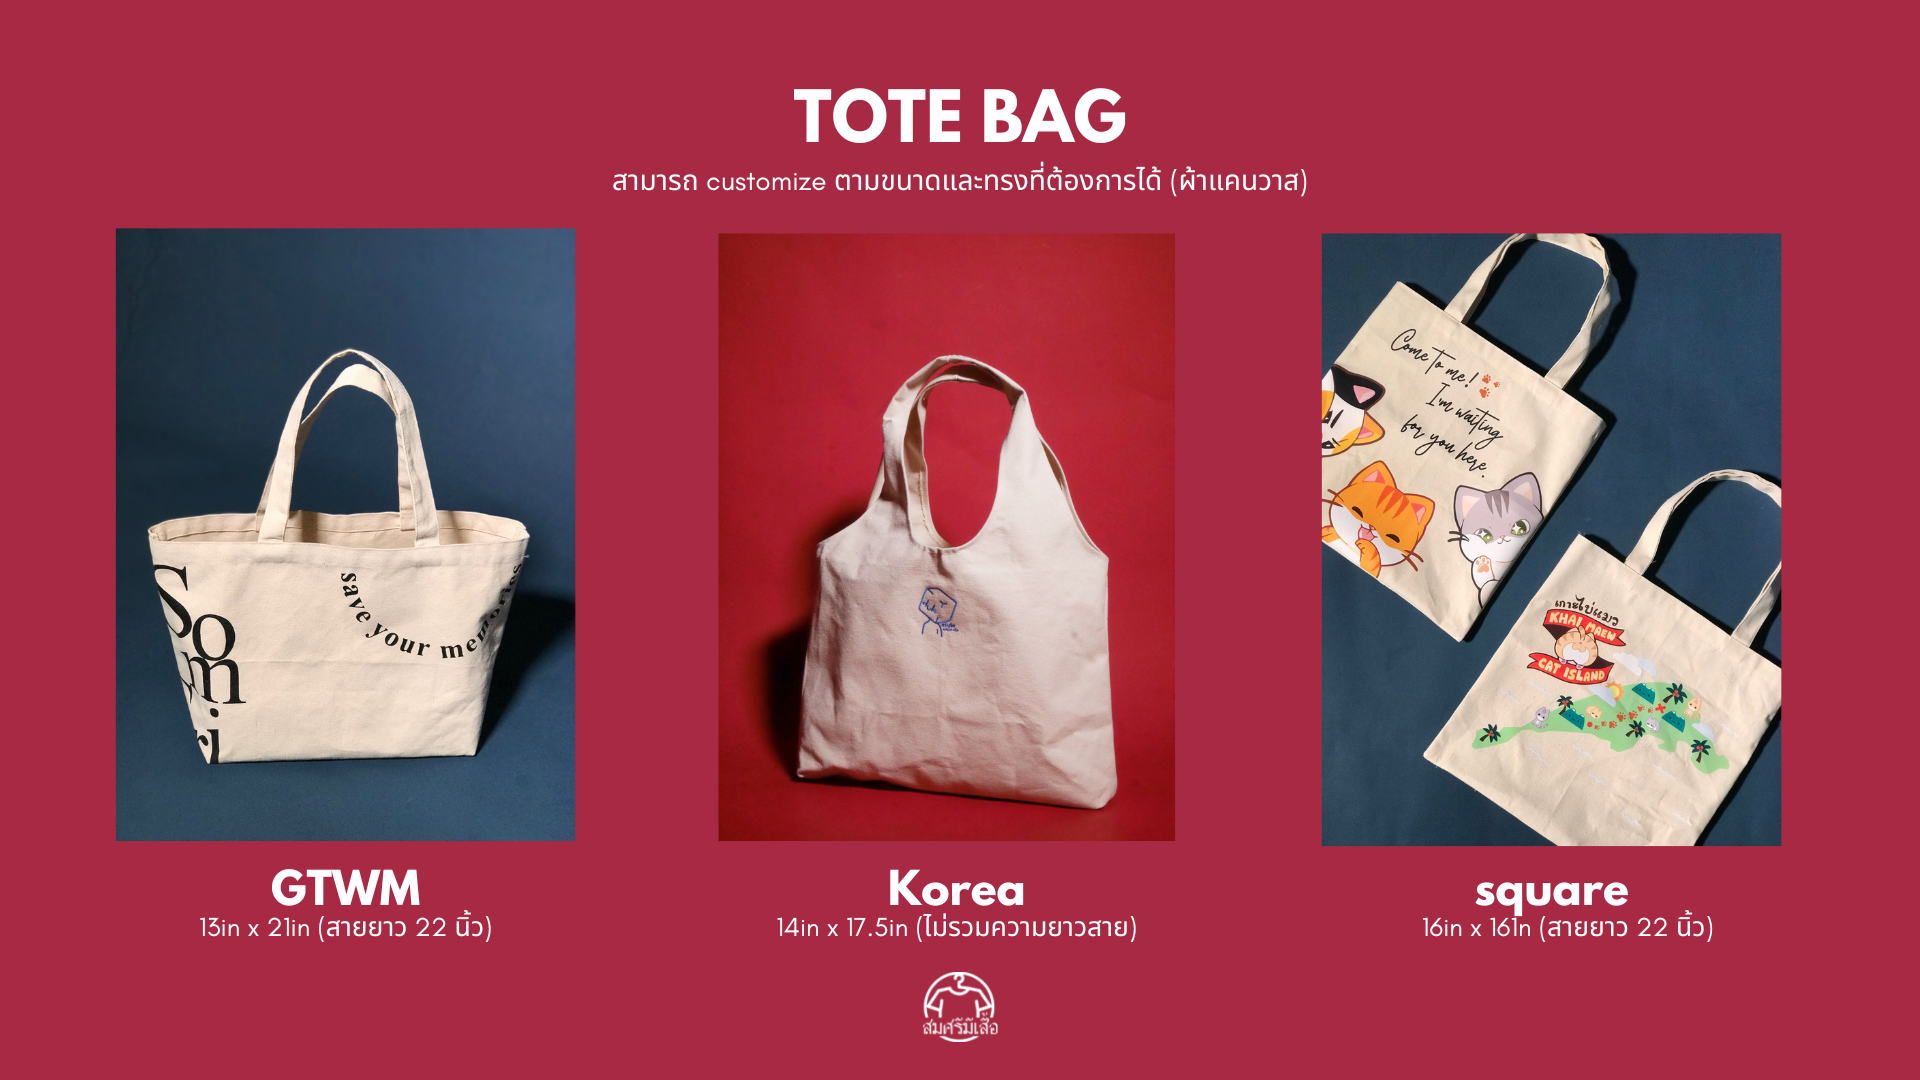 TOTE BAG
สามารถ customize ตามขนาดและทรงที่ต้องการได้ (ผ้าแคนวาส)
So
m
ri
save your memories
Come To me!
I'm waiting
for you here.
เกาะไข่แมว
KHAI MAEW
CAT ISLAND
GTWM
13in x 21in (สายยาว 22 นิ้ว)
Korea
14in x 17.5in (ไม่รวมความยาวสาย)
square
16in x 161n (สายยาว 22 นิ้ว)
สมศรีมีเสื้อ